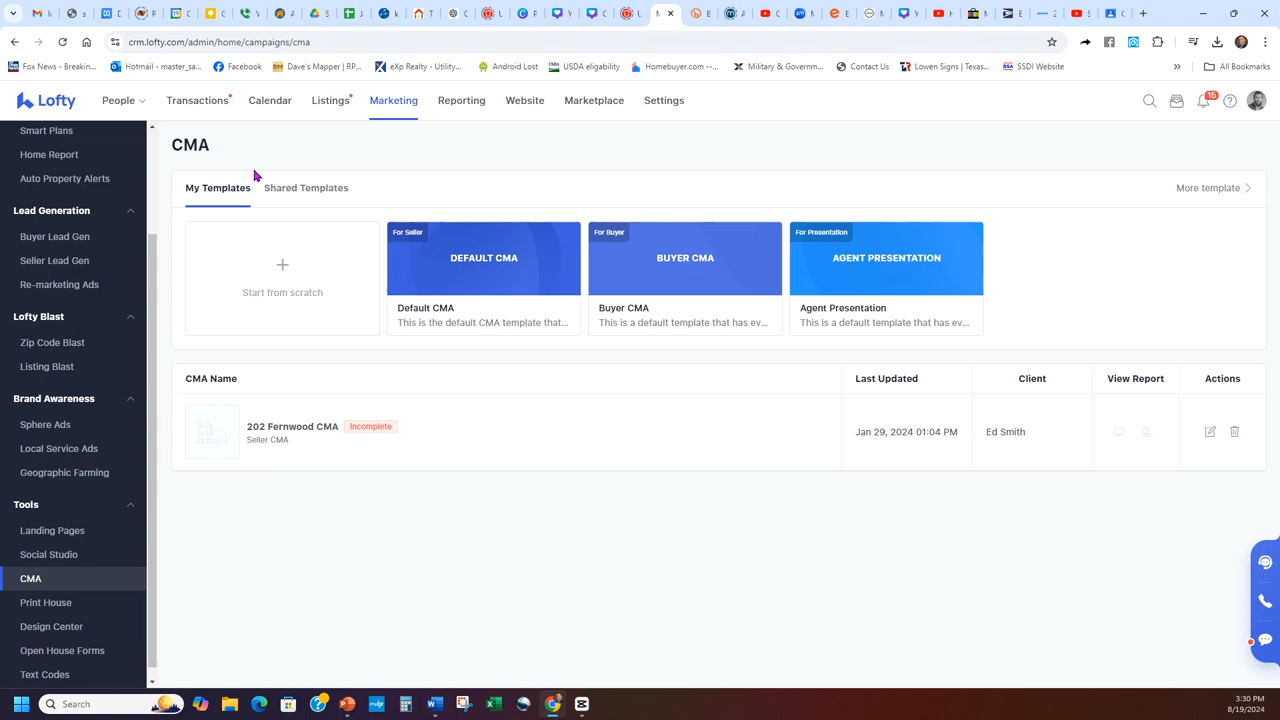 M
crm.lofty.com/admin/home/campaigns/cma
Fox News - Breakin...
Hotmail - master_sa...
Facebook
Dave's Mapper | RP...
eXp Realty - Utility...
Android Lost
USDA eligibility
Homebuyer.com --...
Military & Governm...
Contact Us
Lowen Signs | Texas...
SSDI Website
»
All Bookmarks
Lofty
People
Transactions
Calendar
Listings
Marketing
Reporting
Website
Marketplace
Settings
15
Smart Plans
Home Report
Auto Property Alerts
Lead Generation
Buyer Lead Gen
Seller Lead Gen
Re-marketing Ads
Lofty Blast
Zip Code Blast
Listing Blast
Brand Awareness
Sphere Ads
Local Service Ads
Geographic Farming
Tools
Landing Pages
Social Studio
CMA
Print House
Design Center
Open House Forms
Text Codes
CMA
My Templates
Shared Templates
More template
Start from scratch
For Seller
DEFAULT CMA
Default CMA
This is the default CMA template that...
For Buyer
BUYER CMA
Buyer CMA
This is a default template that has ev...
For Presentation
AGENT PRESENTATION
Agent Presentation
This is a default template that has ev...
CMA Name
Last Updated
Client
View Report
Actions
202 Fernwood CMA
Incomplete
Seller CMA
Jan 29, 2024 01:04 PM
Ed Smith
Search
3:30 PM
8/19/2024